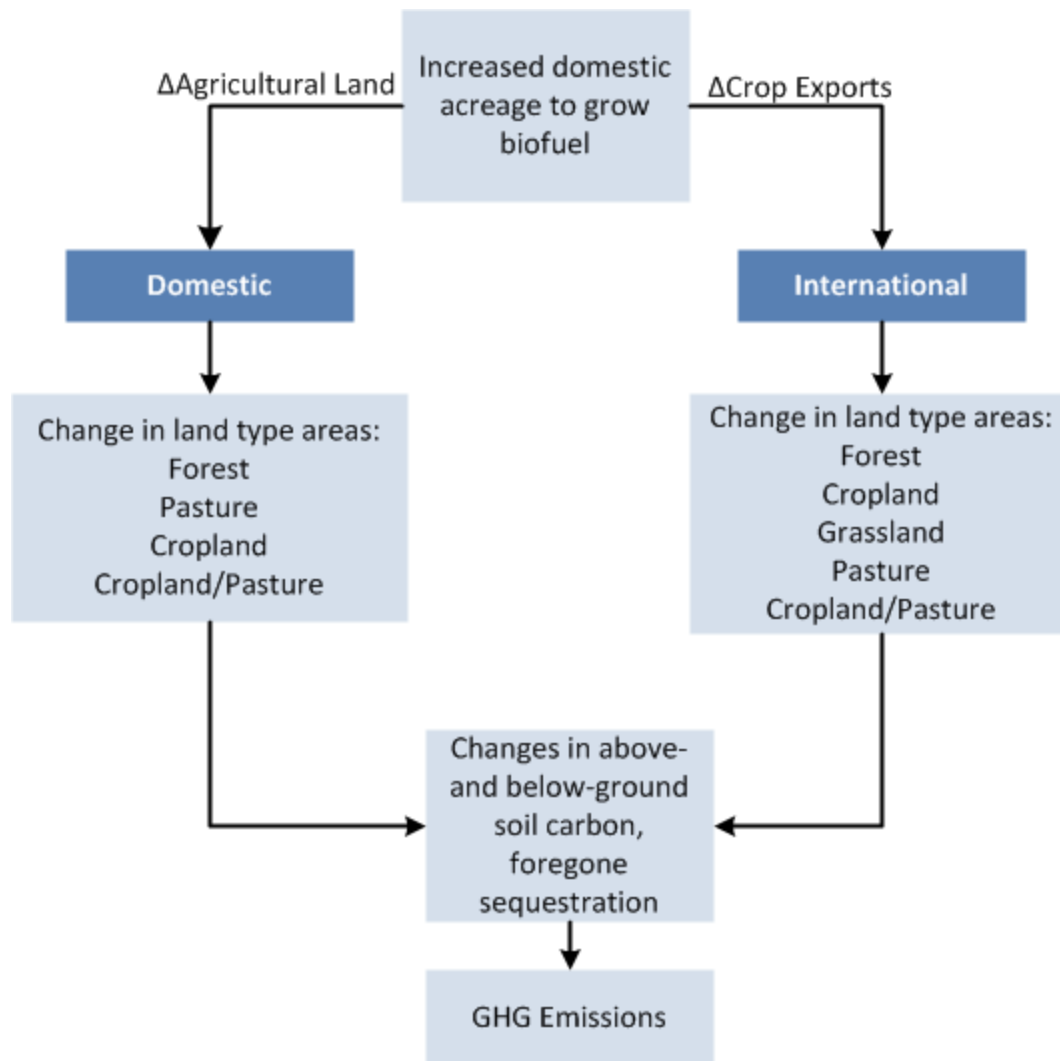 Increased domestic
acreage to grow
biofuel
ΔAgricultural Land
ΔCrop Exports
Domestic
International
Change in land type areas:
Forest
Pasture
Cropland
Cropland/Pasture
Change in land type areas:
Forest
Cropland
Grassland
Pasture
Cropland/Pasture
Changes in above-
and below-ground
soil carbon,
foregone
sequestration
GHG Emissions